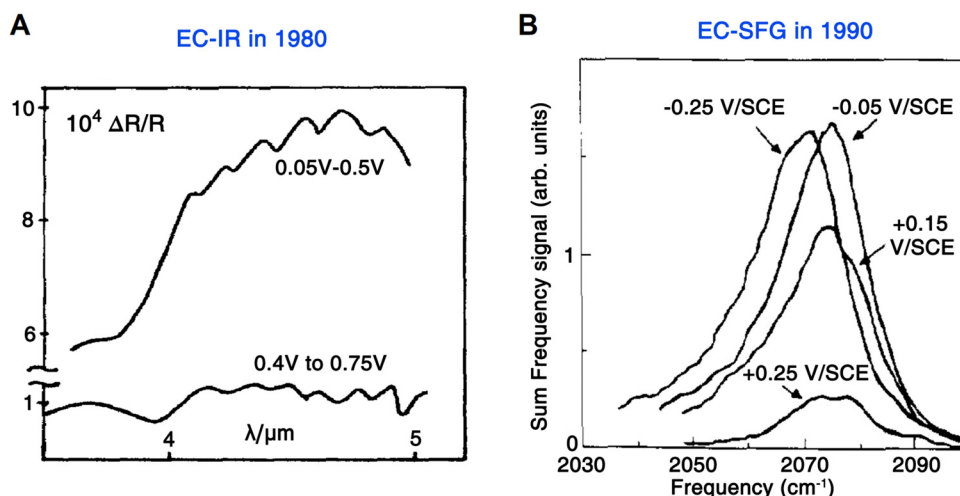 A
EC-IR in 1980
10
8
6
1
10⁴ ΔR/R
0.05V-0.5V
0.4V to 0.75V
4
λ/μm
5
B
EC-SFG in 1990
Sum Frequency signal (arb. units)
1
0
-0.25 V/SCE
-0.05 V/SCE
+0.15
V/SCE
+0.25 V/SCE
2030
2050
2070
2090
Frequency (cm⁻¹)